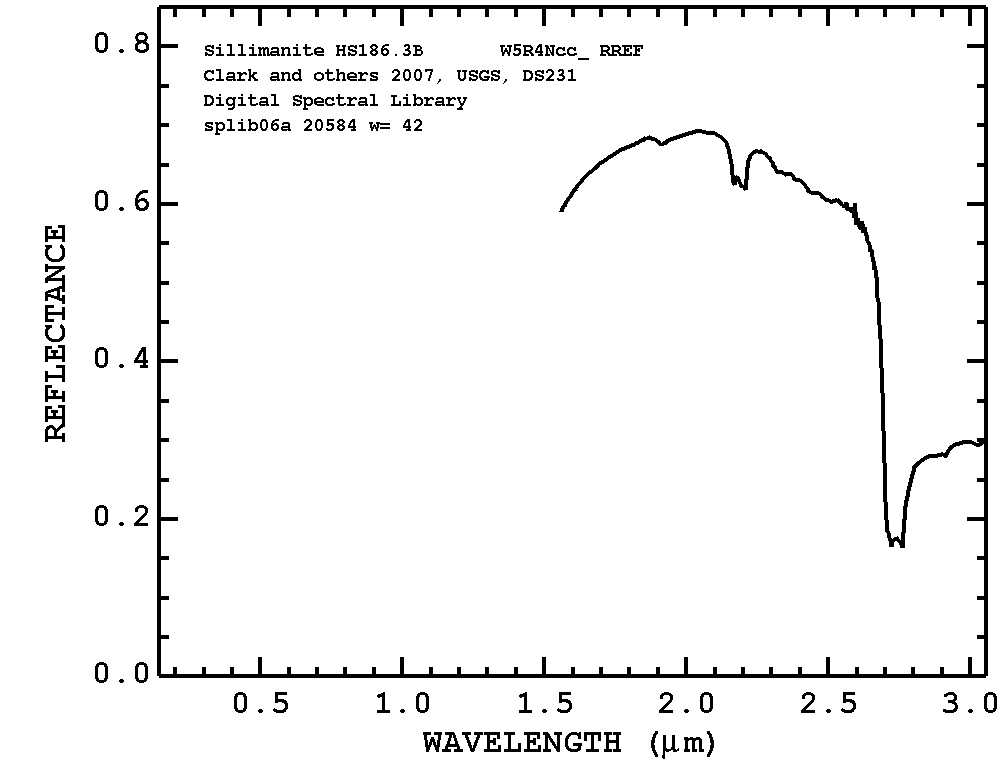 Sillimanite HS186.3B W5R4Ncc_ RREF
Clark and others 2007, USGS, DS231
Digital Spectral Library
splib06a 20584 w= 42
REFLECTANCE
0.8
0.6
0.4
0.2
0.0
0.5 1.0 1.5 2.0 2.5 3.0
WAVELENGTH (μm)